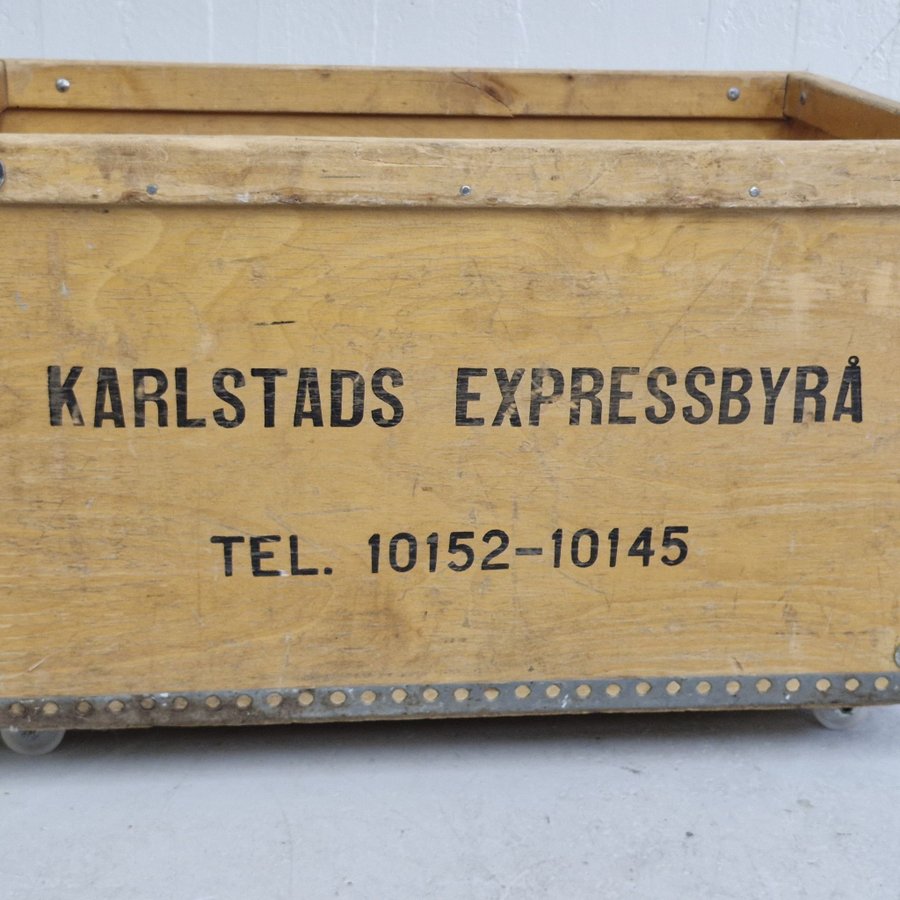 KARLSTADS EXPRESSBYRÅ
TEL. 10152-10145